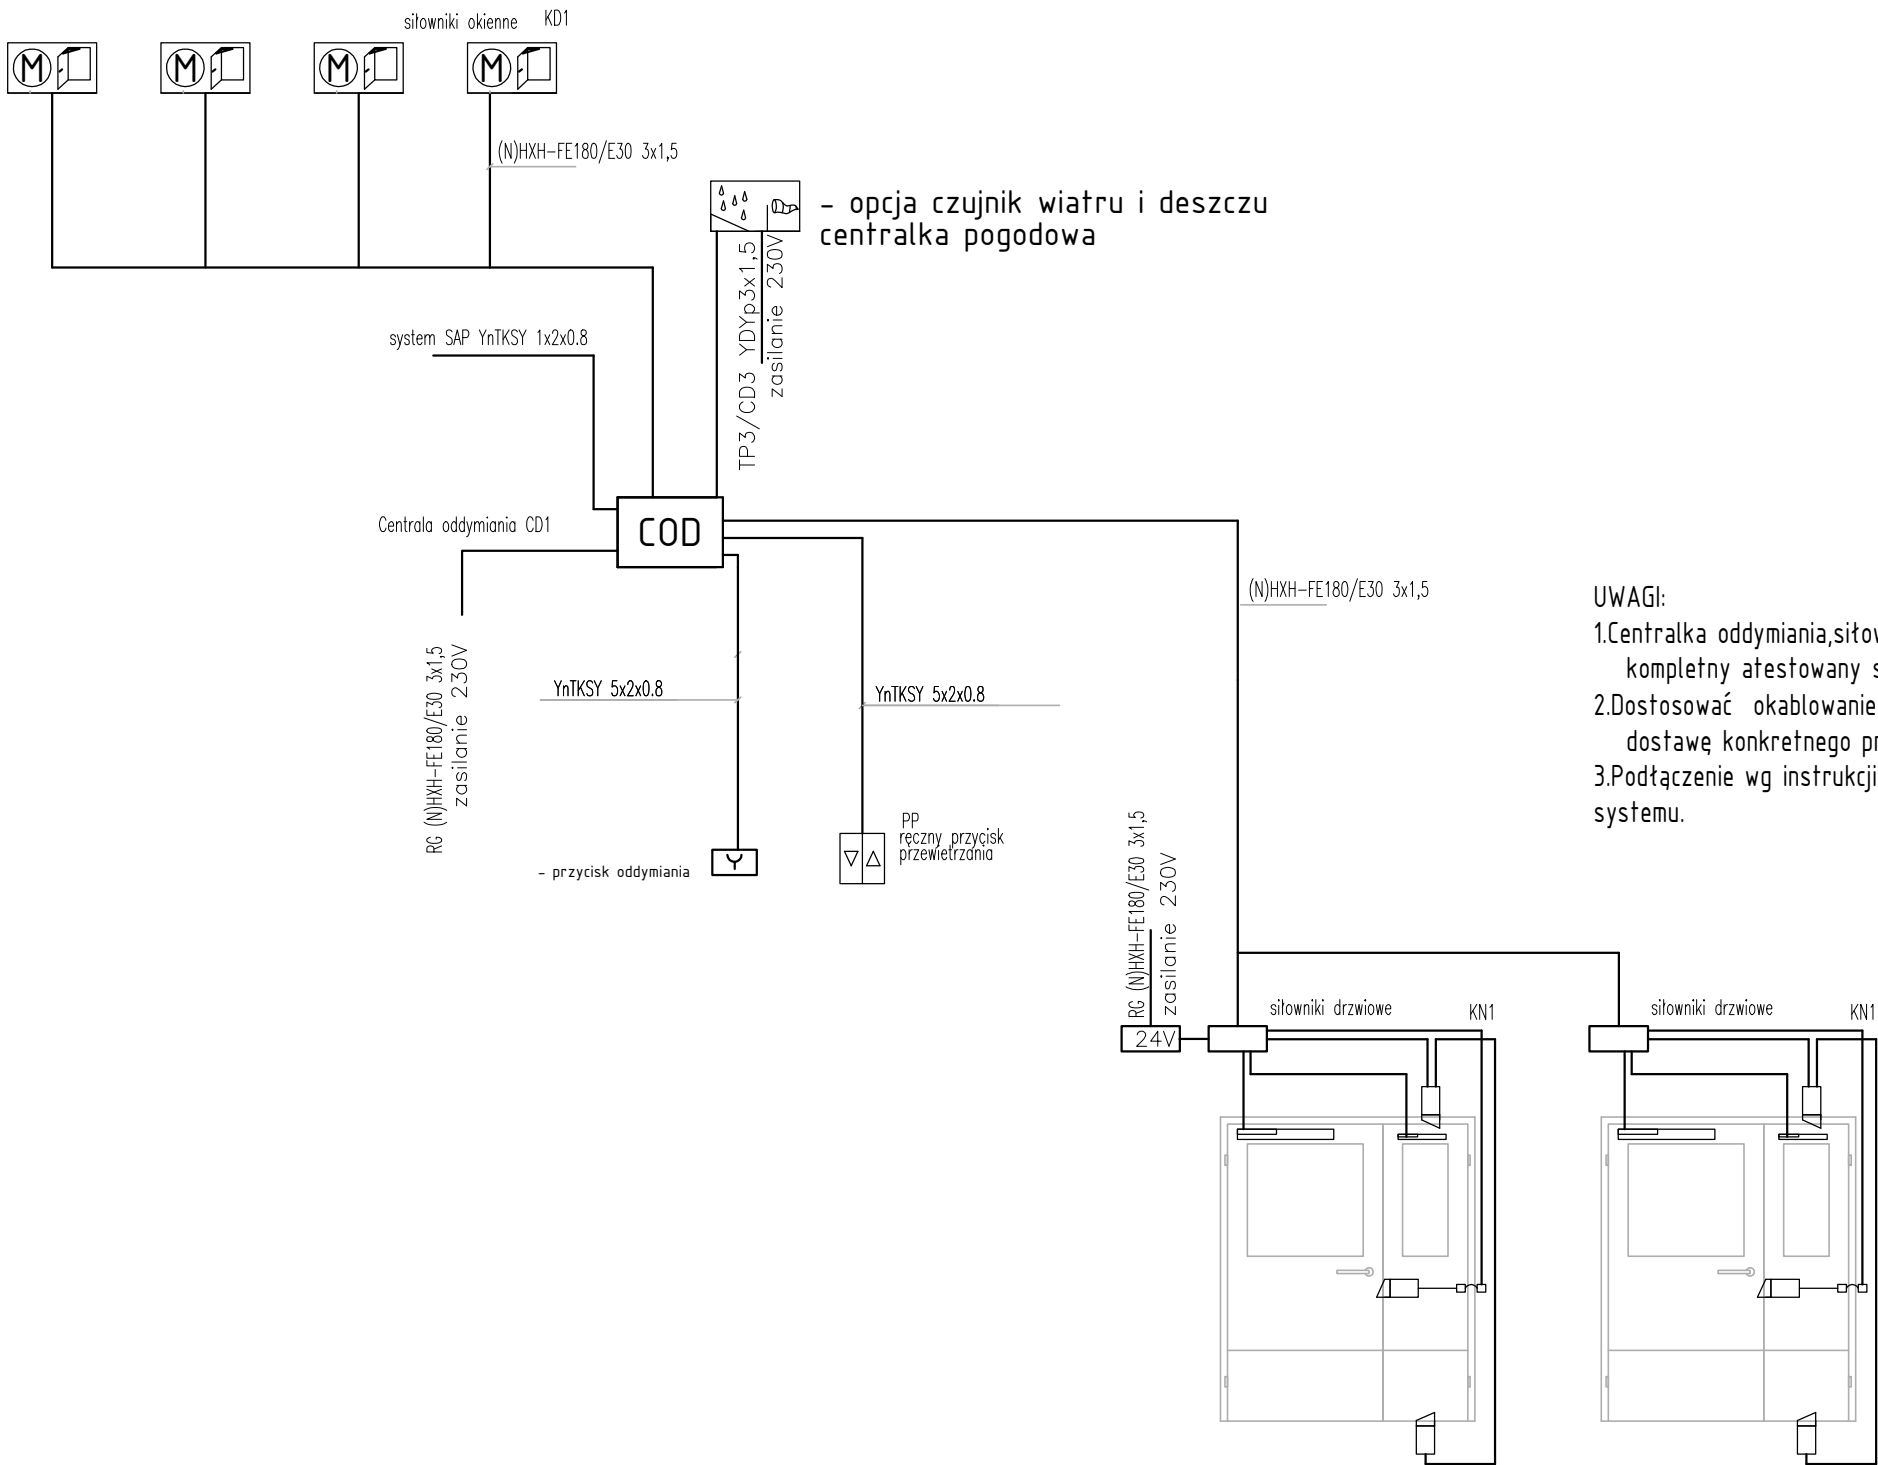 siłowniki okienne KD1
M M M M
(N)HXH-FE180/E30 3x1,5
- opcja czujnik wiatru i deszczu
centralka pogodowa
TP3/CD3 YDYp3x1,5
zasilanie 230V
system SAP YnTKSY 1x2x0.8
Centrala oddymiania CD1
COD
RG (N)HXH-FE180/E30 3x1,5
zasilanie 230V
YnTKSY 5x2x0.8
YnTKSY 5x2x0.8
(N)HXH-FE180/E30 3x1,5
- przycisk oddymiania
PP
ręczny przycisk
przewietrzania
UWAGI:
1.Centralka oddymiania,
kompletny atestowany
2.Dostosować okablowanie
dostawę konkretnego
3.Podłączenie wg instrukcji
systemu.
RG (N)HXH-FE180/E30 3x1,5
zasilanie 230V
24V
siłowniki drzwiowe KN1
siłowniki drzwiowe KN1